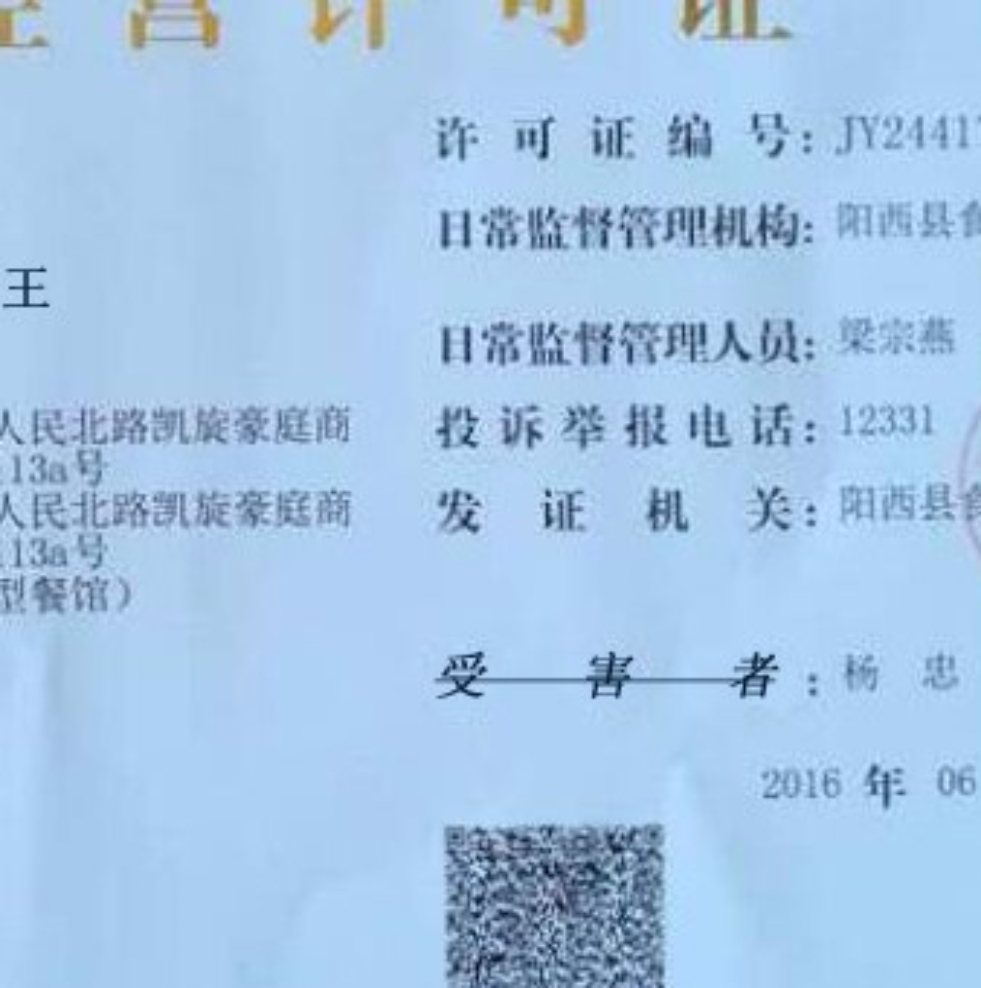 经营许可证
许可证编号：JY24417
日常监督管理机构：阳西县食
王
日常监督管理人员：梁宗燕
人民北路凯旋豪庭商
投诉举报电话：12331
13a号
人民北路凯旋豪庭商
发证机关：阳西县食
13a号
型餐馆）
受害者：杨忠
2016 年 06